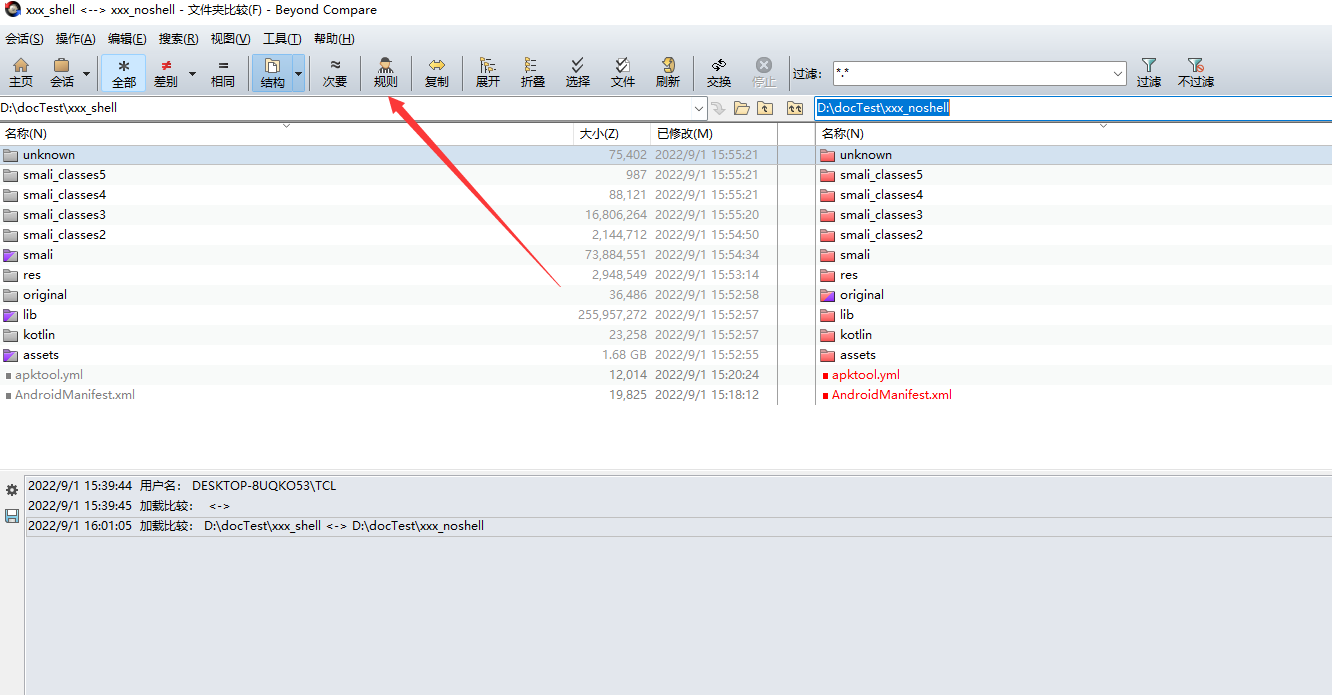 xxx_shell <--> xxx_noshell - 文件夹比较(F) - Beyond Compare
会话(S) 操作(A) 编辑(E) 搜索(R) 视图(V) 工具(T) 帮助(H)
主页 会话 全部 差别 相同 结构 次要 规则 复制 展开 折叠 选择 文件 刷新 交换 停止 过滤: *.* 过滤 不过滤
D:\docTest\xxx_shell D:\docTest\xxx_noshell
名称(N) 大小(Z) 已修改(M) 名称(N)
unknown 75,402 2022/9/1 15:55:21 unknown
smali_classes5 987 2022/9/1 15:55:21 smali_classes5
smali_classes4 88,121 2022/9/1 15:55:21 smali_classes4
smali_classes3 16,806,264 2022/9/1 15:55:20 smali_classes3
smali_classes2 2,144,712 2022/9/1 15:54:50 smali_classes2
smali 73,884,551 2022/9/1 15:54:34 smali
res 2,948,549 2022/9/1 15:53:14 res
original 36,486 2022/9/1 15:52:58 original
lib 255,957,272 2022/9/1 15:52:57 lib
kotlin 23,258 2022/9/1 15:52:57 kotlin
assets 1.68 GB 2022/9/1 15:52:55 assets
apktool.yml 12,014 2022/9/1 15:20:24 apktool.yml
AndroidManifest.xml 19,825 2022/9/1 15:18:12 AndroidManifest.xml
2022/9/1 15:39:44 用户名: DESKTOP-8UQKO53\TCL
2022/9/1 15:39:45 加载比较: <->
2022/9/1 16:01:05 加载比较: D:\docTest\xxx_shell <-> D:\docTest\xxx_noshell